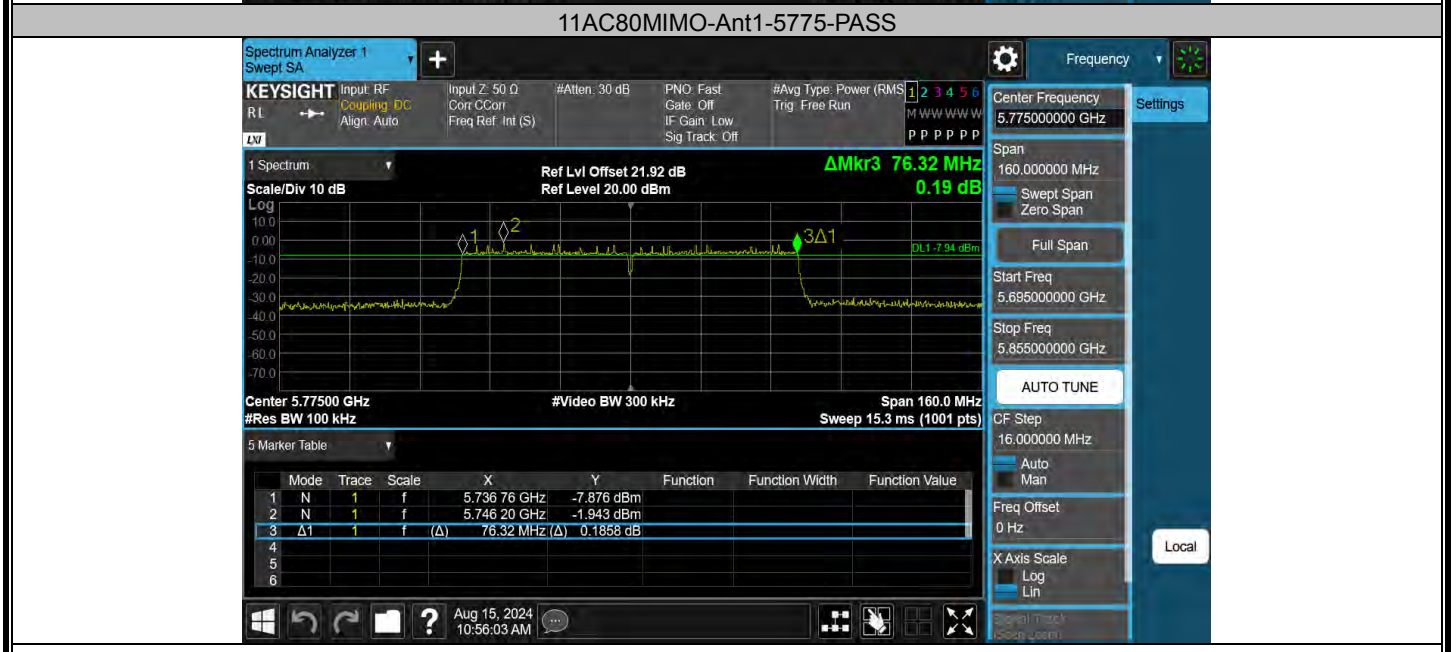 11AC80MIMO-Ant1-5775-PASS
Spectrum Analyzer 1
Swept SA
+
Frequency
KEYSIGHT
RL
LXI
Input: RF
Coupling: DC
Align: Auto
Input Z: 50 Ω
Corr CCorr
Freq Ref: Int (S)
#Atten: 30 dB
PNO: Fast
Gate: Off
IF Gain: Low
Sig Track: Off
#Avg Type: Power (RMS
Trig: Free Run
1 2 3 4 5 6
M W W W W W
P P P P P P
1 Spectrum
Scale/Div 10 dB
Log
Ref Lvl Offset 21.92 dB
Ref Level 20.00 dBm
ΔMkr3 76.32 MHz
0.19 dB
10.0
0.00
-10.0
-20.0
-30.0
-40.0
-50.0
-60.0
-70.0
1
2
3Δ1
DL1 -7.94 dBm
Center 5.77500 GHz
#Video BW 300 kHz
Span 160.0 MHz
#Res BW 100 kHz
Sweep 15.3 ms (1001 pts)
5 Marker Table
Mode Trace Scale X Y Function Function Width Function Value
1 N 1 f 5.736 76 GHz -7.876 dBm
2 N 1 f 5.746 20 GHz -1.943 dBm
3 Δ1 1 f (Δ) 76.32 MHz (Δ) 0.1858 dB
4
5
6
?
Aug 15, 2024
10:56:03 AM
Center Frequency
5.775000000 GHz
Settings
Span
160.000000 MHz
Swept Span
Zero Span
Full Span
Start Freq
5.695000000 GHz
Stop Freq
5.855000000 GHz
AUTO TUNE
CF Step
16.000000 MHz
Auto
Man
Freq Offset
0 Hz
X Axis Scale
Log
Lin
Signal Track
(Span Zoom)
Local